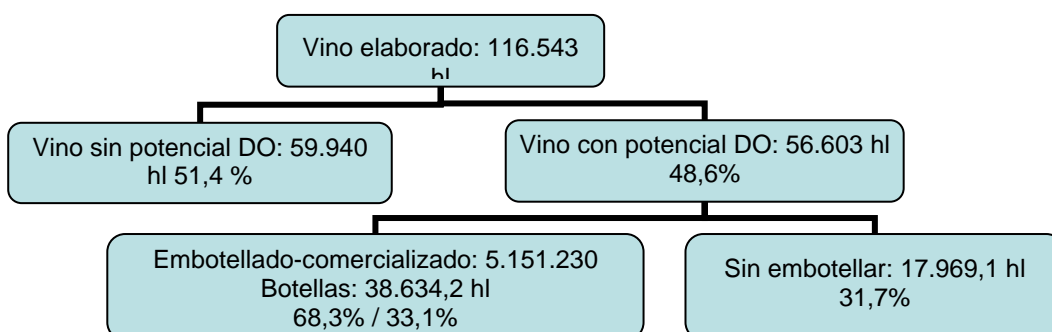 Vino elaborado: 116.543
hl
Vino sin potencial DO: 59.940
hl 51,4 %
Vino con potencial DO: 56.603 hl
48,6%
Embotellado-comercializado: 5.151.230
Botellas: 38.634,2 hl
68,3% / 33,1%
Sin embotellar: 17.969,1 hl
31,7%